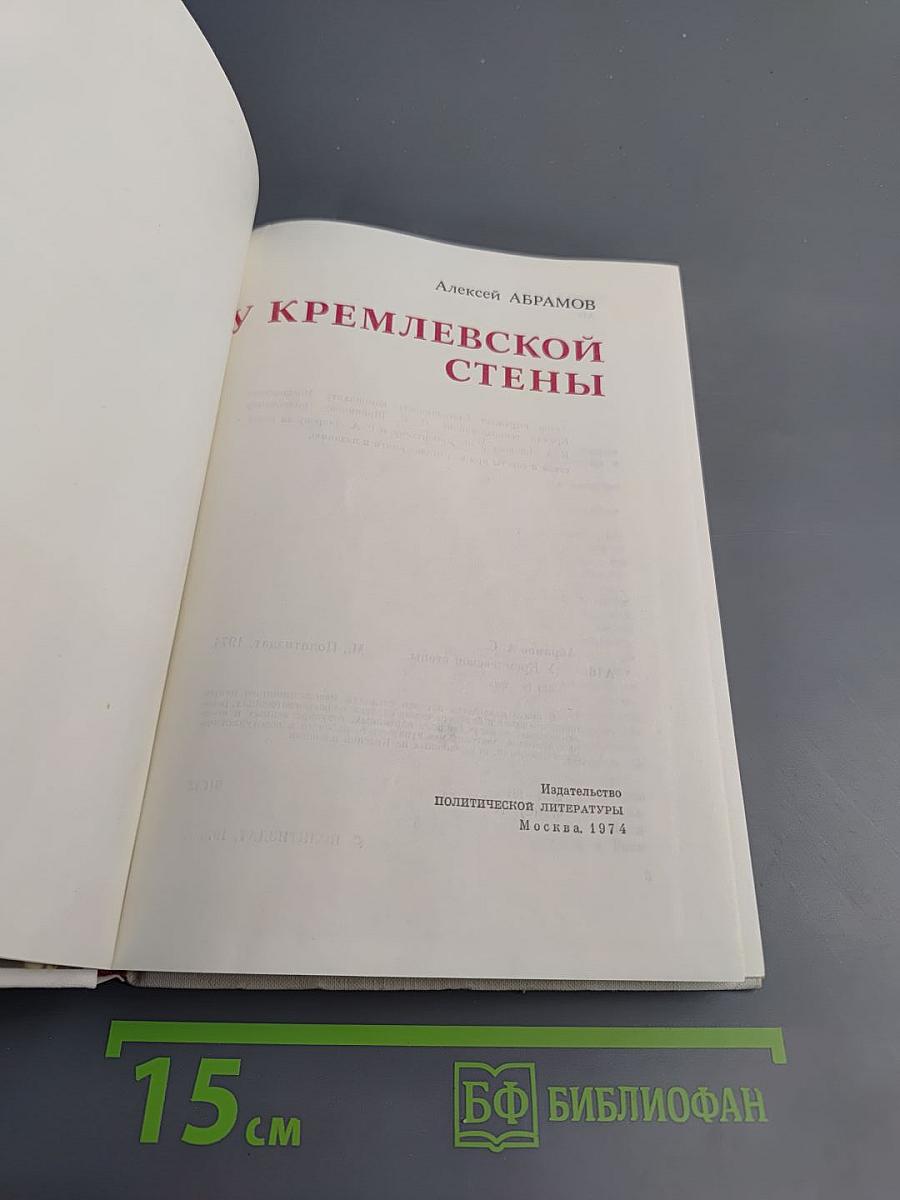 Алексей АБРАМОВ
У КРЕМЛЕВСКОЙ
СТЕНЫ
Издательство
ПОЛИТИЧЕСКОЙ ЛИТЕРАТУРЫ
Москва, 1974
15 см
БФ БИБЛИОФАН